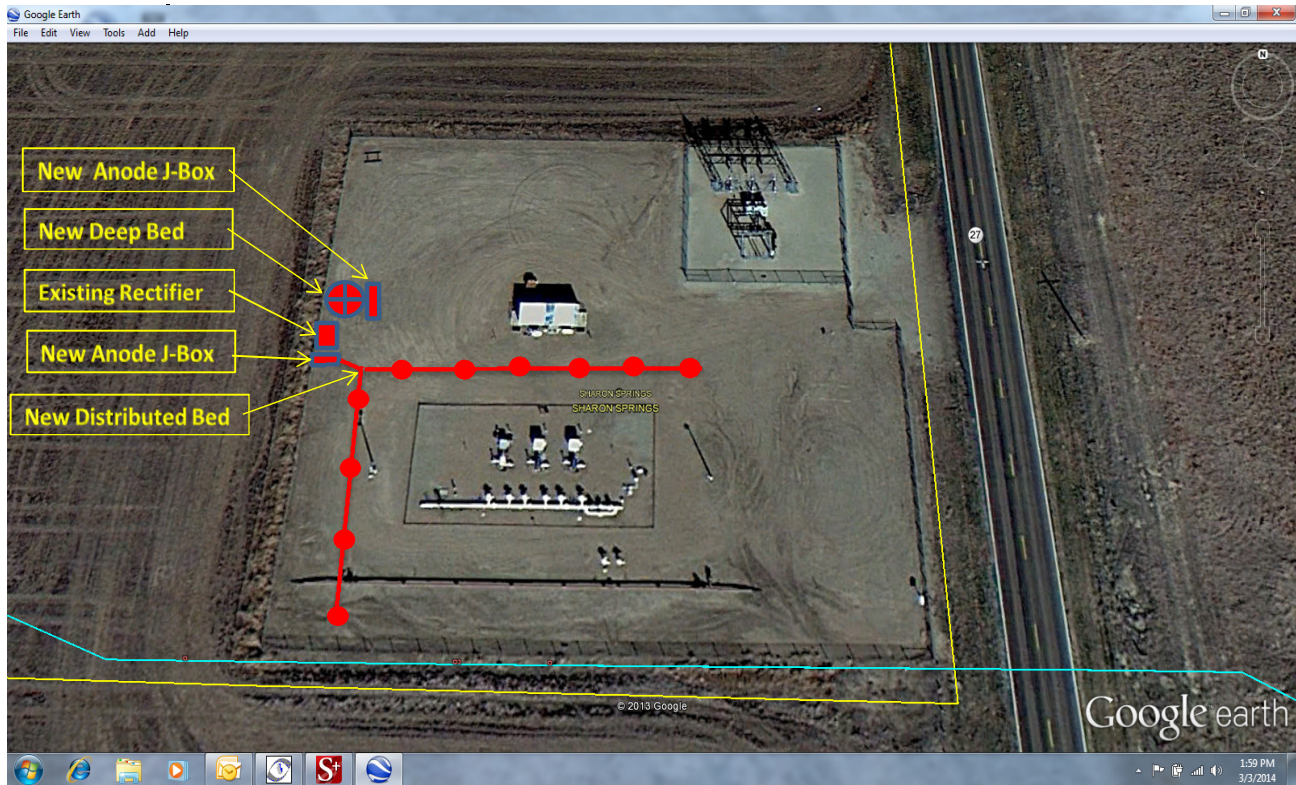 Google Earth
File Edit View Tools Add Help
N
New Anode J-Box
New Deep Bed
Existing Rectifier
New Anode J-Box
New Distributed Bed
27
SHARON SPRINGS
SHARON SPRINGS
© 2013 Google
Google earth
S+
1:59 PM
3/3/2014